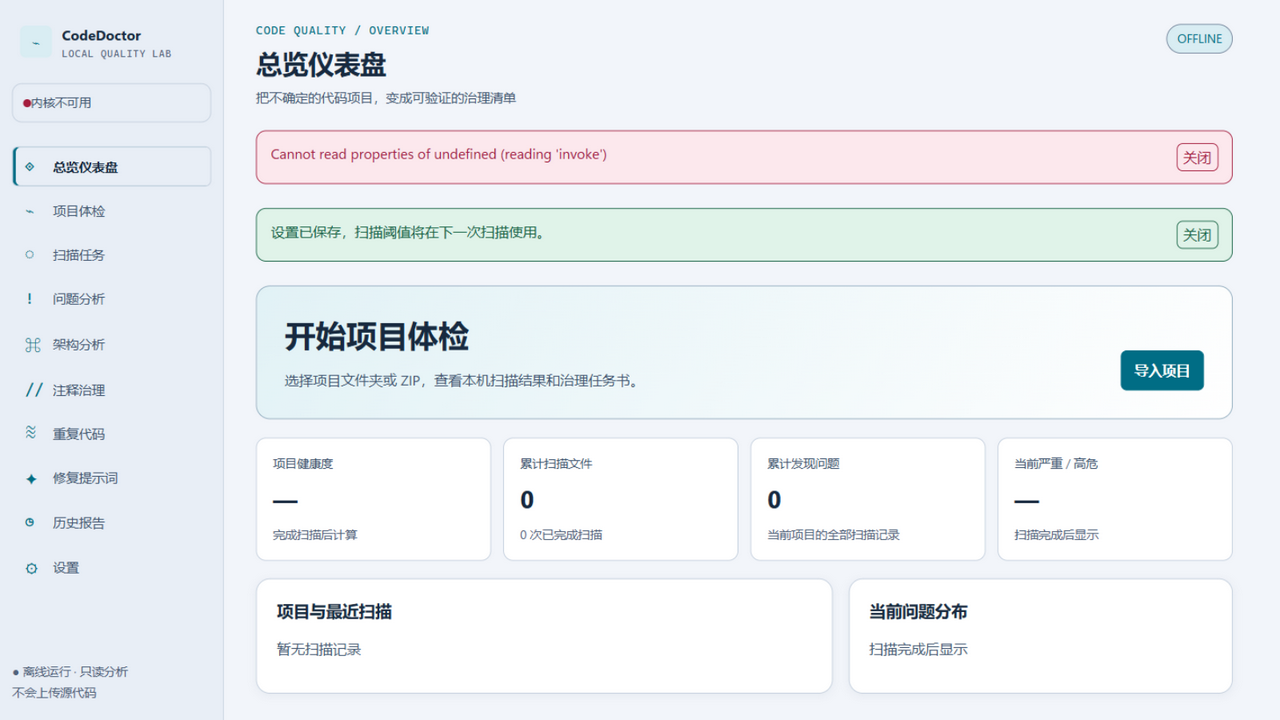 CodeDoctor
LOCAL QUALITY LAB
内核不可用
总览仪表盘
项目体检
扫描任务
! 问题分析
⌘ 架构分析
// 注释治理
重复代码
修复提示词
历史报告
设置
● 离线运行 · 只读分析
不会上传源代码
CODE QUALITY / OVERVIEW
OFFLINE
总览仪表盘
把不确定的代码项目，变成可验证的治理清单
Cannot read properties of undefined (reading 'invoke')
关闭
设置已保存，扫描阈值将在下一次扫描使用。
关闭
开始项目体检
选择项目文件夹或 ZIP，查看本机扫描结果和治理任务书。
导入项目
项目健康度
—
完成扫描后计算
累计扫描文件
0
0 次已完成扫描
累计发现问题
0
当前项目的全部扫描记录
当前严重 / 高危
—
扫描完成后显示
项目与最近扫描
暂无扫描记录
当前问题分布
扫描完成后显示